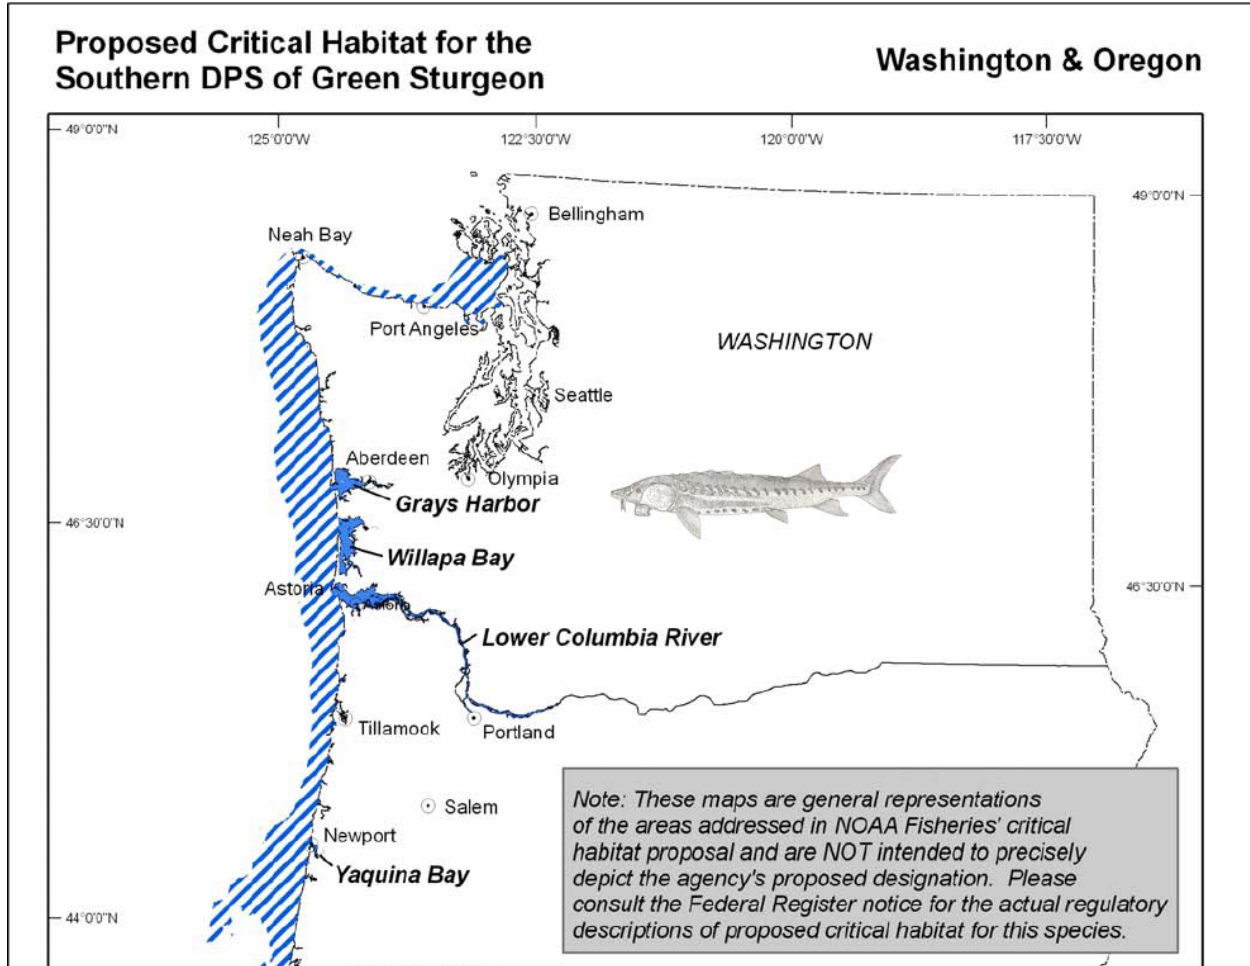 Proposed Critical Habitat for the
Southern DPS of Green Sturgeon
Washington & Oregon
49°0'0"N
125°0'0"W
122°30'0"W
120°0'0"W
117°30'0"W
49°0'0"N
Bellingham
Neah Bay
Port Angeles
WASHINGTON
Seattle
Aberdeen
Olympia
Grays Harbor
46°30'0"N
Willapa Bay
46°30'0"N
Astoria
Astoria
Lower Columbia River
Tillamook
Portland
Salem
Newport
Yaquina Bay
44°0'0"N
44°0'0"N
Note: These maps are general representations
of the areas addressed in NOAA Fisheries' critical
habitat proposal and are NOT intended to precisely
depict the agency's proposed designation. Please
consult the Federal Register notice for the actual regulatory
descriptions of proposed critical habitat for this species.